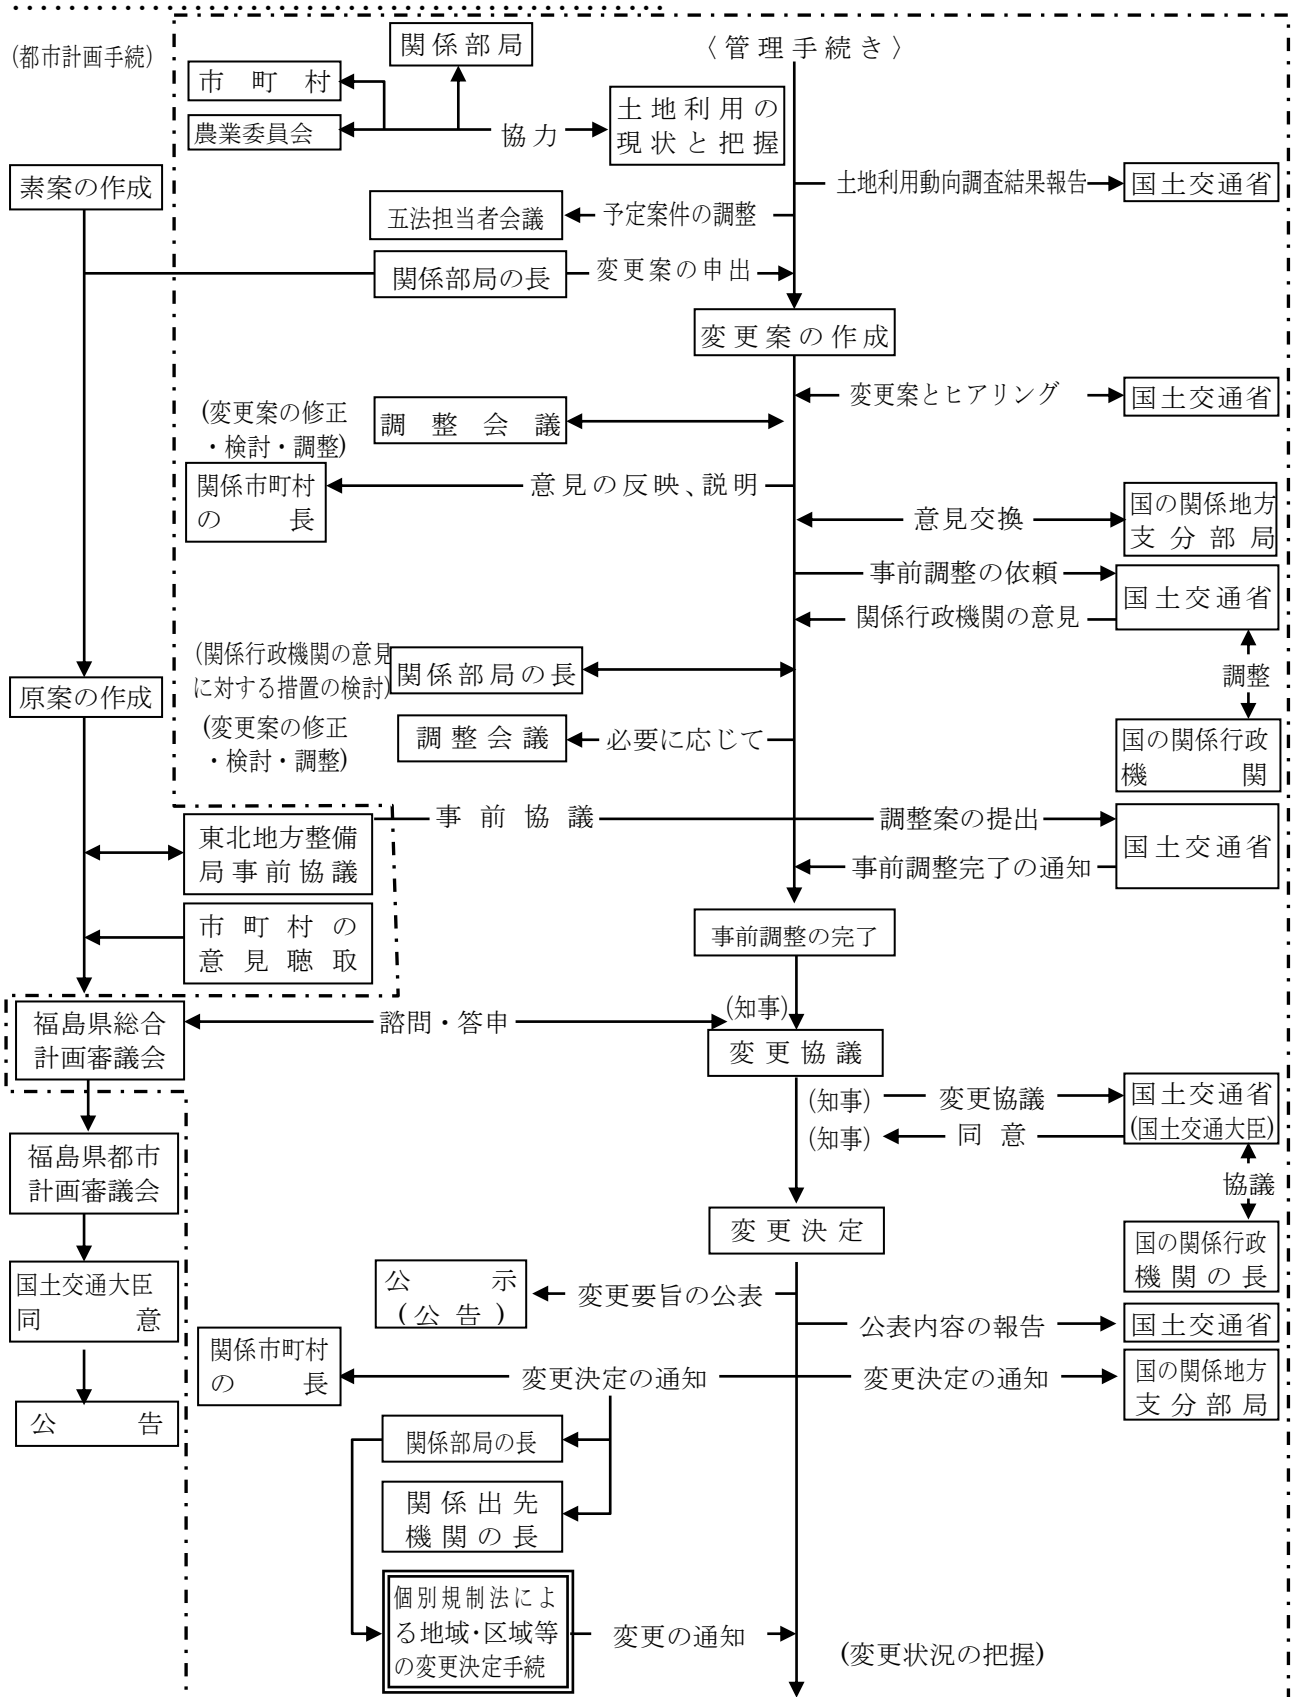 (都市計画手続)
〈管理手続き〉
関係部局
市町村
農業委員会
協力
土地利用の
現状と把握
素案の作成
土地利用動向調査結果報告
国土交通省
五法担当者会議
予定案件の調整
関係部局の長
変更案の申出
変更案の作成
変更案とヒアリング
国土交通省
(変更案の修正
・検討・調整)
調整会議
関係市町村
の長
意見の反映、説明
意見交換
国の関係地方
支分部局
事前調整の依頼
国土交通省
関係行政機関の意見
(関係行政機関の意見
に対する措置の検討)
関係部局の長
調整
原案の作成
(変更案の修正
・検討・調整)
調整会議
必要に応じて
国の関係行政
機関
事前協議
調整案の提出
東北地方整備
局事前協議
国土交通省
事前調整完了の通知
市町村の
意見聴取
事前調整の完了
福島県総合
計画審議会
諮問・答申
(知事)
変更協議
(知事)
変更協議
国土交通省
(国土交通大臣)
(知事)
同意
福島県都市
計画審議会
協議
変更決定
国の関係行政
機関の長
国土交通大臣
同意
公示
(公告)
変更要旨の公表
公表内容の報告
国土交通省
関係市町村
の長
変更決定の通知
変更決定の通知
国の関係地方
支分部局
公告
関係部局の長
関係出先
機関の長
個別規制法によ
る地域・区域等
の変更決定手続
変更の通知
(変更状況の把握)